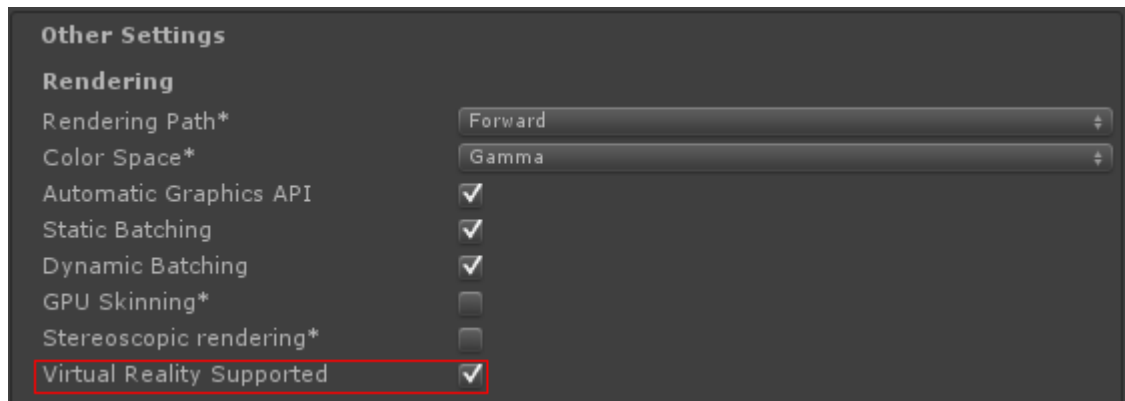 Other Settings
Rendering
Rendering Path* Forward
Color Space* Gamma
Automatic Graphics API
Static Batching
Dynamic Batching
GPU Skinning*
Stereoscopic rendering*
Virtual Reality Supported